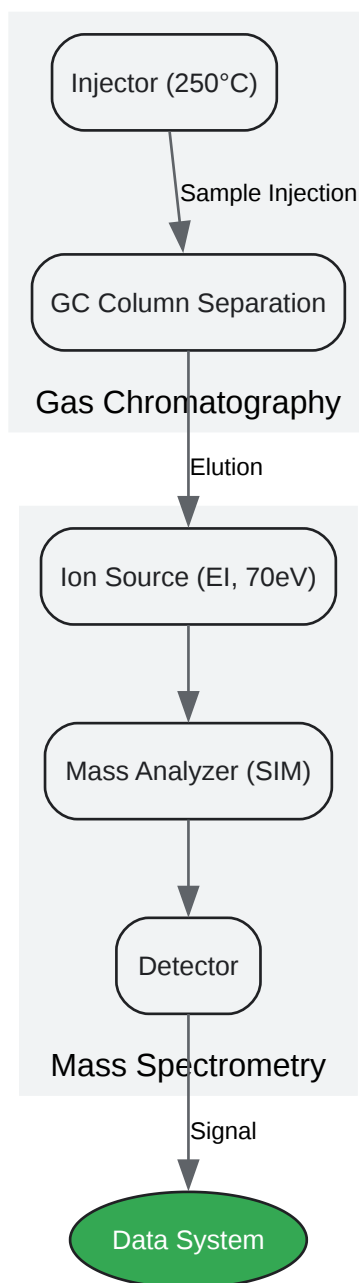 Injector (250°C)
Sample Injection
GC Column Separation
Gas Chromatography
Elution
Ion Source (EI, 70eV)
Mass Analyzer (SIM)
Detector
Mass Spectrometry
Signal
Data System